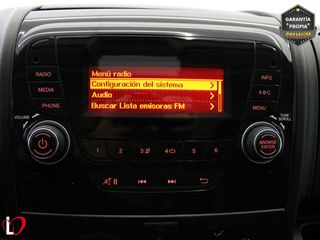 GARANTÍA
PROPIA
PREMIUM
RADIO
MEDIA
PHONE
VOLUME
Menú radio
Configuración del sistema
Audio
Buscar Lista emisoras FM
INFO
A B C
MENU
TUNE
SCROLL
BROWSE
ENTER
1 2 3 4 5 6